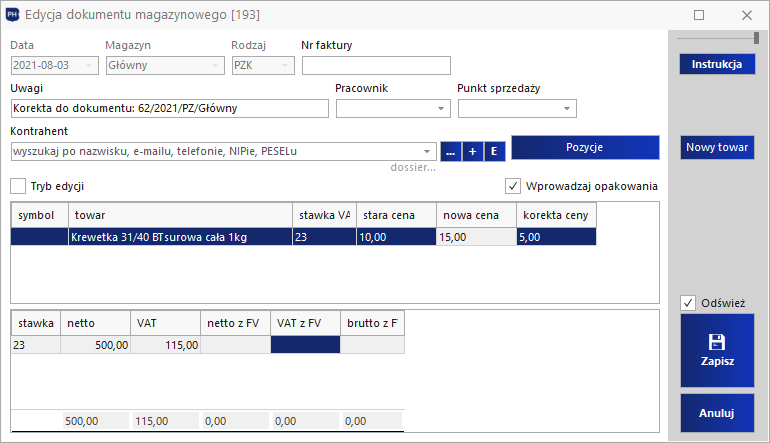 PH+
Edycja dokumentu magazynowego [193]
Data Magazyn Rodzaj Nr faktury
2021-08-03 Główny PZK
Instrukcja
Uwagi Pracownik Punkt sprzedaży
Korekta do dokumentu: 62/2021/PZ/Główny
Kontrahent
wyszukaj po nazwisku, e-mailu, telefonie, NIPie, PESELu ... + E Pozycje Nowy towar
dossier...
Tryb edycji Wprowadzaj opakowania
symbol towar stawka VA stara cena nowa cena korekta ceny
Krewetka 31/40 BTsurowa cała 1kg 23 10,00 15,00 5,00
Odśwież
stawka netto VAT netto z FV VAT z FV brutto z F
23 500,00 115,00
Zapisz
500,00 115,00 0,00 0,00 0,00
Anuluj